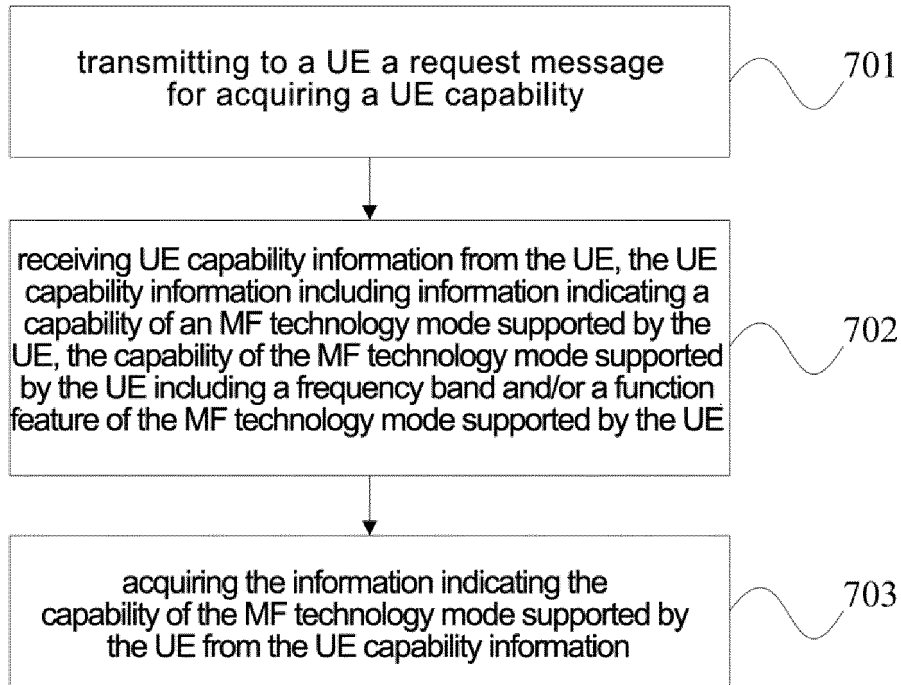 transmitting to a UE a request message
for acquiring a UE capability
701
receiving UE capability information from the UE, the UE
capability information including information indicating a
capability of an MF technology mode supported by the
UE, the capability of the MF technology mode supported
by the UE including a frequency band and/or a function
feature of the MF technology mode supported by the UE
702
acquiring the information indicating the
capability of the MF technology mode supported by
the UE from the UE capability information
703